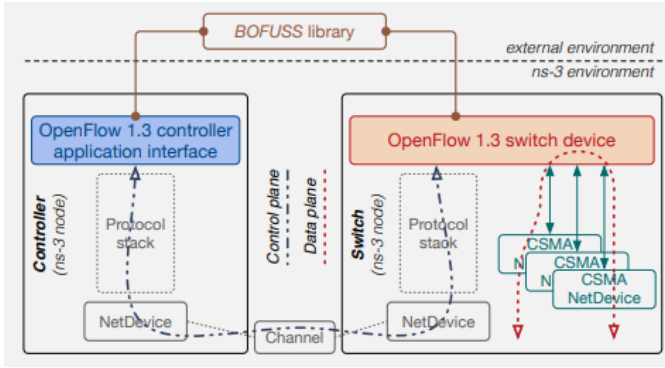 BOFUSS library
external environment
ns-3 environment
OpenFlow 1.3 controller
application interface
OpenFlow 1.3 switch device
Controller
(ns-3 node)
Protocol
stack
NetDevice
Control plane
Data plane
Channel
Switch
(ns-3 node)
Protocol
stack
NetDevice
CSMA
N
CSMA
N
CSMA
NetDevice